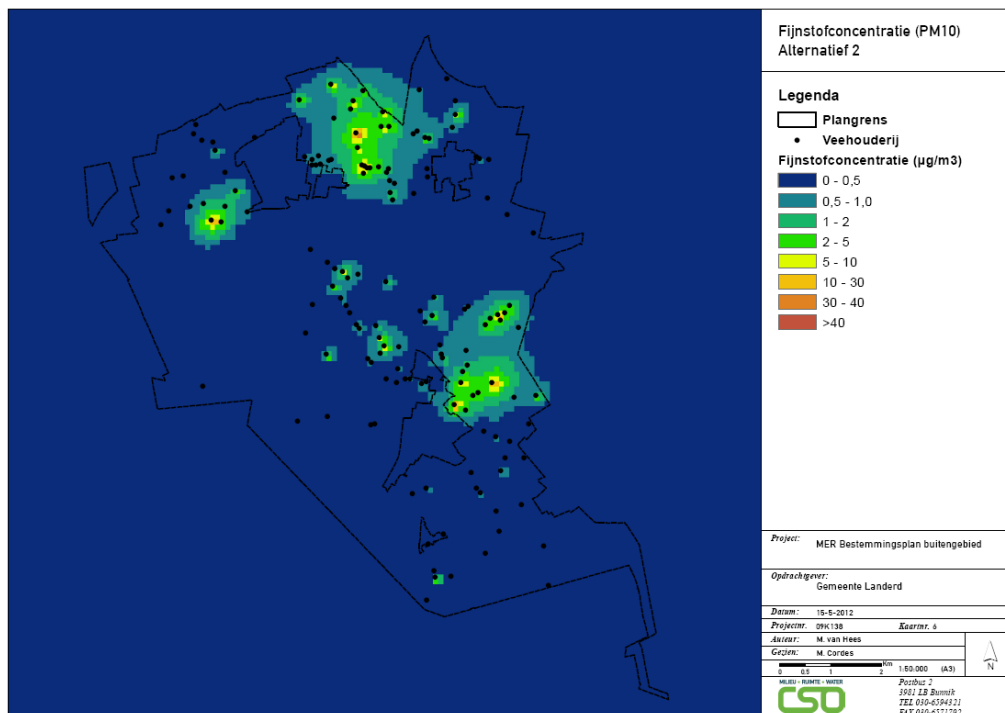 Fijnstofconcentratie (PM10)
Alternatief 2
Legenda
Plangrens
Veehouderij
Fijnstofconcentratie (µg/m3)
0 - 0,5
0,5 - 1,0
1 - 2
2 - 5
5 - 10
10 - 30
30 - 40
>40
Project: MER Bestemmingsplan buitengebied
Opdrachtgever:
Gemeente Landerd
Datum: 15-5-2012
Projectnr. 09K138 Kaartnr. 6
Auteur: M. van Hees
Gezien: M. Cordes
Km
0 0,5 1 2 1:50.000 (A3)
N
MILIEU • RUIMTE • WATER
CSO
Postbus 2
3981 LB Bunnik
TEL 030-6594321
FAX 030-6571792